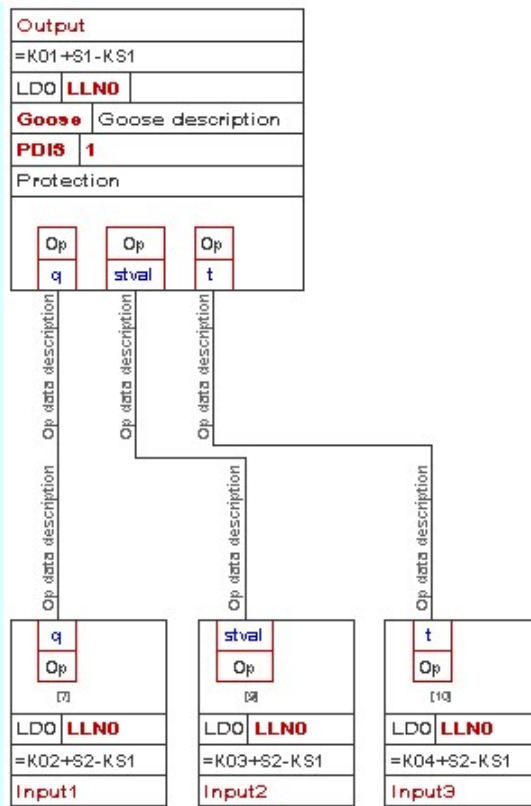 Output
=K01+S1-KS1
LD0 LLN0
Goose Goose description
PDIS 1
Protection
Op Op Op
q stval t
Op data description Op data description Op data description
Op data description Op data description Op data description
q stval t
Op Op Op
[7] [9] [10]
LD0 LLN0 LD0 LLN0 LD0 LLN0
=K02+S2-KS1 =K03+S2-KS1 =K04+S2-KS1
Input1 Input2 Input3